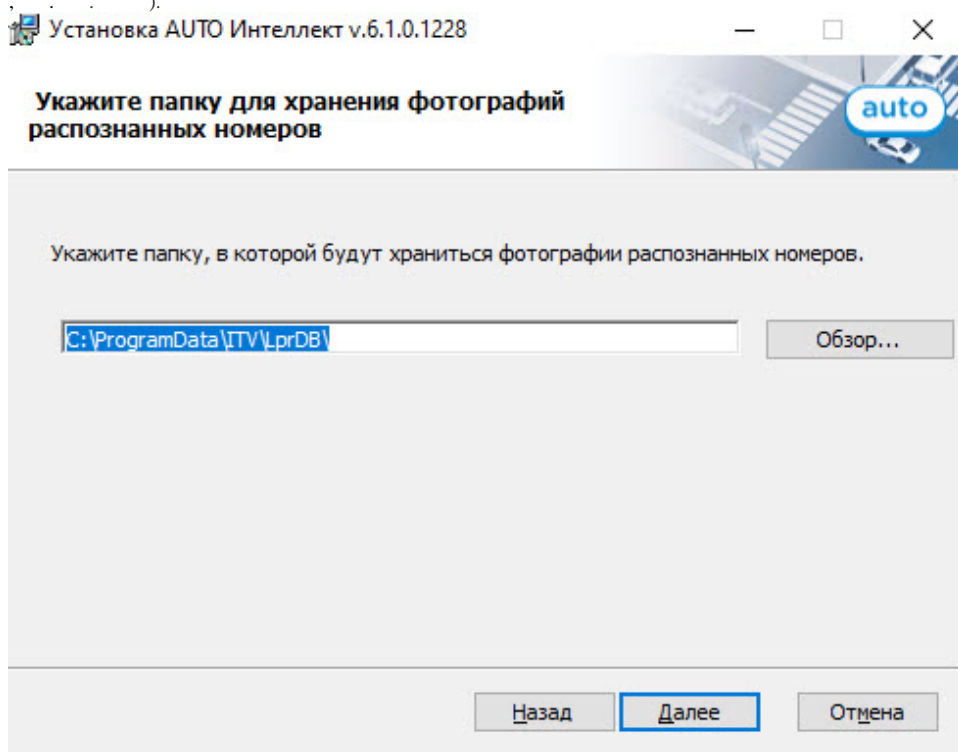 Установка AUTO Интеллект v.6.1.0.1228
Укажите папку для хранения фотографий
распознанных номеров
auto
Укажите папку, в которой будут храниться фотографии распознанных номеров.
C:\ProgramData\ITV\LprDB\
Обзор...
Назад
Далее
Отмена